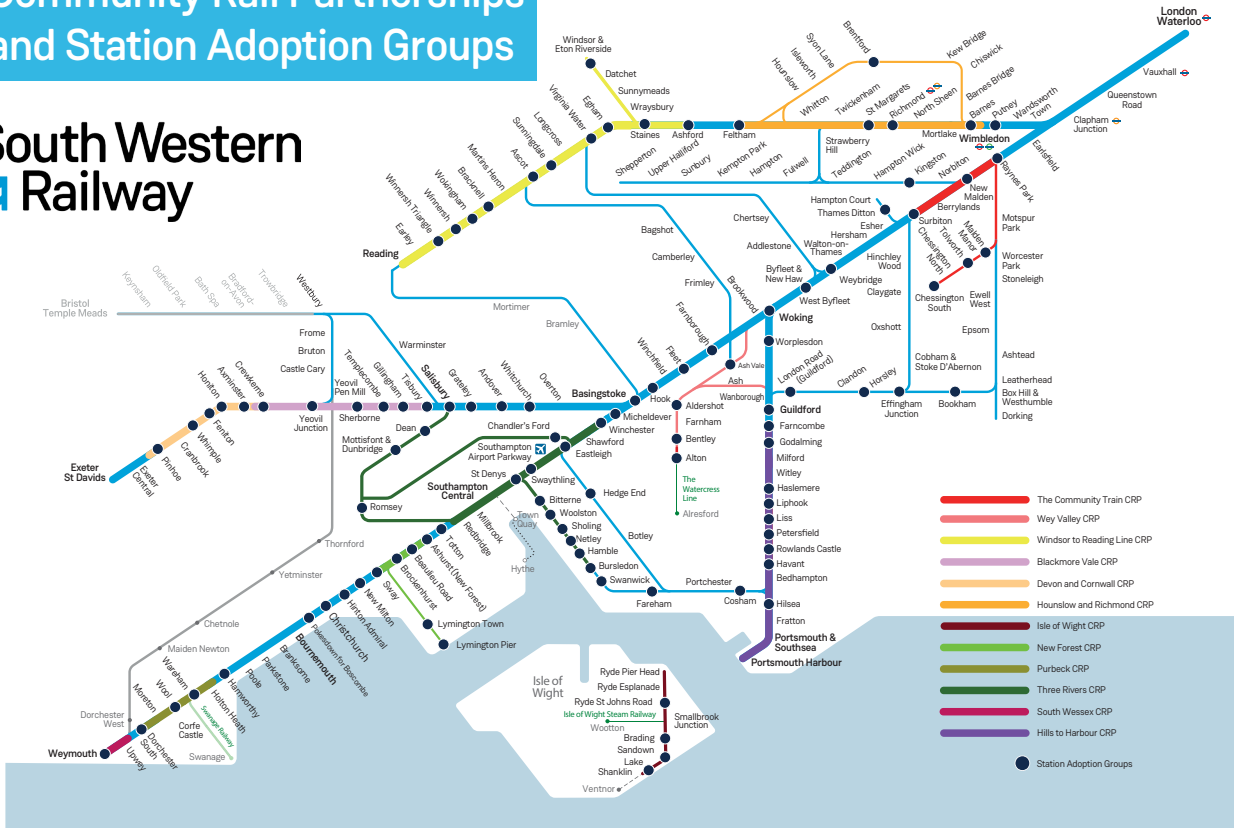 Community Rail Partnerships
and Station Adoption Groups
South Western
Railway
London
Waterloo
Vauxhall
Queenstown
Road
Clapham
Junction
Wandsworth
Town
Earlsfield
Putney
Wimbledon
Barnes
Barnes Bridge
Chiswick
Kew Bridge
Brentford
Syon Lane
Isleworth
Hounslow
Mortlake
North Sheen
Richmond
St Margarets
Twickenham
Whitton
Feltham
Ashford
Staines
Wraysbury
Sunnymeads
Datchet
Windsor &
Eton Riverside
Egham
Virginia Water
Longcross
Sunningdale
Ascot
Martins Heron
Bracknell
Wokingham
Winnersh
Winnersh Triangle
Earley
Reading
Shepperton
Upper Halliford
Sunbury
Kempton Park
Hampton
Fulwell
Strawberry
Hill
Teddington
Hampton Wick
Kingston
Norbiton
New
Malden
Raynes Park
Berrylands
Surbiton
Hampton Court
Thames Ditton
Esher
Hersham
Walton-on-
Thames
Weybridge
Byfleet &
New Haw
West Byfleet
Woking
Chertsey
Addlestone
Motspur
Park
Malden
Manor
Tolworth
Chessington
North
Chessington
South
Worcester
Park
Stoneleigh
Ewell
West
Epsom
Ashtead
Leatherhead
Box Hill &
Westhumble
Dorking
Hinchley
Wood
Claygate
Oxshott
Cobham &
Stoke D'Abernon
Bookham
Effingham
Junction
Horsley
Clandon
London Road
(Guildford)
Worplesdon
Guildford
Bagshot
Camberley
Frimley
Brookwood
Ash Vale
Ash
Wanborough
Aldershot
Farnham
Bentley
Alton
The
Watercress
Line
Alresford
Farnborough
Fleet
Winchfield
Hook
Basingstoke
Mortimer
Bramley
Bristol
Temple Meads
Keynsham
Oldfield Park
Bath Spa
Bradford-
on-Avon
Trowbridge
Westbury
Frome
Bruton
Castle Cary
Warminster
Overton
Whitchurch
Andover
Grateley
Salisbury
Tisbury
Gillingham
Templecombe
Sherborne
Yeovil
Pen Mill
Yeovil
Junction
Crewkerne
Axminster
Honiton
Feniton
Whimple
Cranbrook
Pinhoe
Exeter
Central
Exeter
St Davids
Dean
Mottisfont &
Dunbridge
Romsey
Micheldever
Winchester
Shawford
Eastleigh
Chandler's Ford
Southampton
Airport Parkway
Swaythling
St Denys
Southampton
Central
Millbrook
Redbridge
Totton
Ashurst (New Forest)
Beaulieu Road
Brockenhurst
Sway
New Milton
Hinton Admiral
Christchurch
Pokesdown for Boscombe
Bournemouth
Branksome
Parkstone
Poole
Hamworthy
Holton Heath
Wareham
Wool
Moreton
Dorchester
South
Upwey
Weymouth
Corfe
Castle
Swanage Railway
Swanage
Dorchester
West
Maiden Newton
Chetnole
Yetminster
Thornford
Lymington Town
Lymington Pier
Town
Quay
Hythe
Bitterne
Woolston
Sholing
Netley
Hamble
Bursledon
Swanwick
Fareham
Hedge End
Botley
Portchester
Cosham
Farncombe
Godalming
Milford
Witley
Haslemere
Liphook
Liss
Petersfield
Rowlands Castle
Havant
Bedhampton
Hilsea
Fratton
Portsmouth &
Southsea
Portsmouth Harbour
Isle of
Wight
Ryde Pier Head
Ryde Esplanade
Ryde St Johns Road
Isle of Wight Steam Railway
Wootton
Smallbrook
Junction
Brading
Sandown
Lake
Shanklin
Ventnor
The Community Train CRP
Wey Valley CRP
Windsor to Reading Line CRP
Blackmore Vale CRP
Devon and Cornwall CRP
Hounslow and Richmond CRP
Isle of Wight CRP
New Forest CRP
Purbeck CRP
Three Rivers CRP
South Wessex CRP
Hills to Harbour CRP
Station Adoption Groups